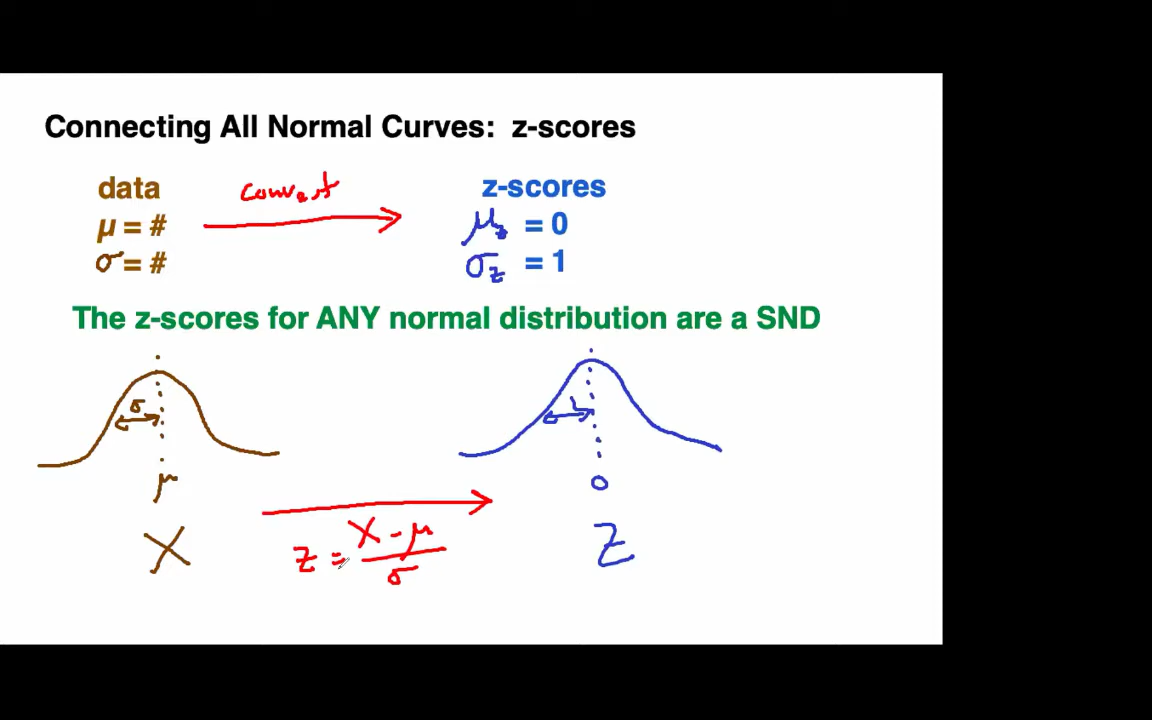 Connecting All Normal Curves: z-scores
data convert z-scores
μ = # μz = 0
σ = # σz = 1
The z-scores for ANY normal distribution are a SND
σ 1
μ 0
X Z
z = X - μ / σ